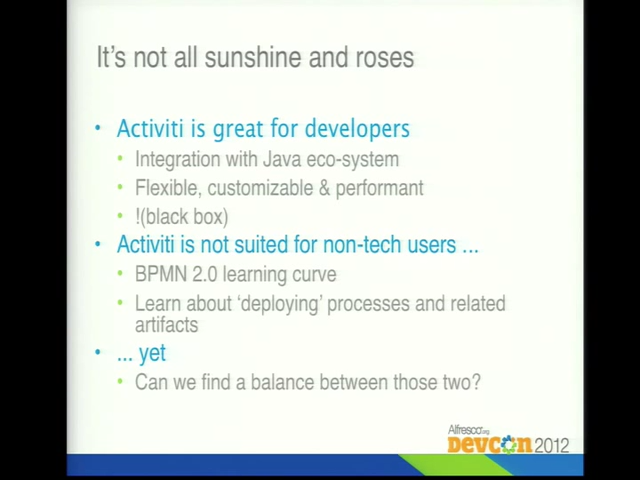 It's not all sunshine and roses
• Activiti is great for developers
• Integration with Java eco-system
• Flexible, customizable & performant
• !(black box)
• Activiti is not suited for non-tech users ...
• BPMN 2.0 learning curve
• Learn about ‘deploying’ processes and related
artifacts
• ... yet
• Can we find a balance between those two?
Alfresco.org
DEVCON 2012